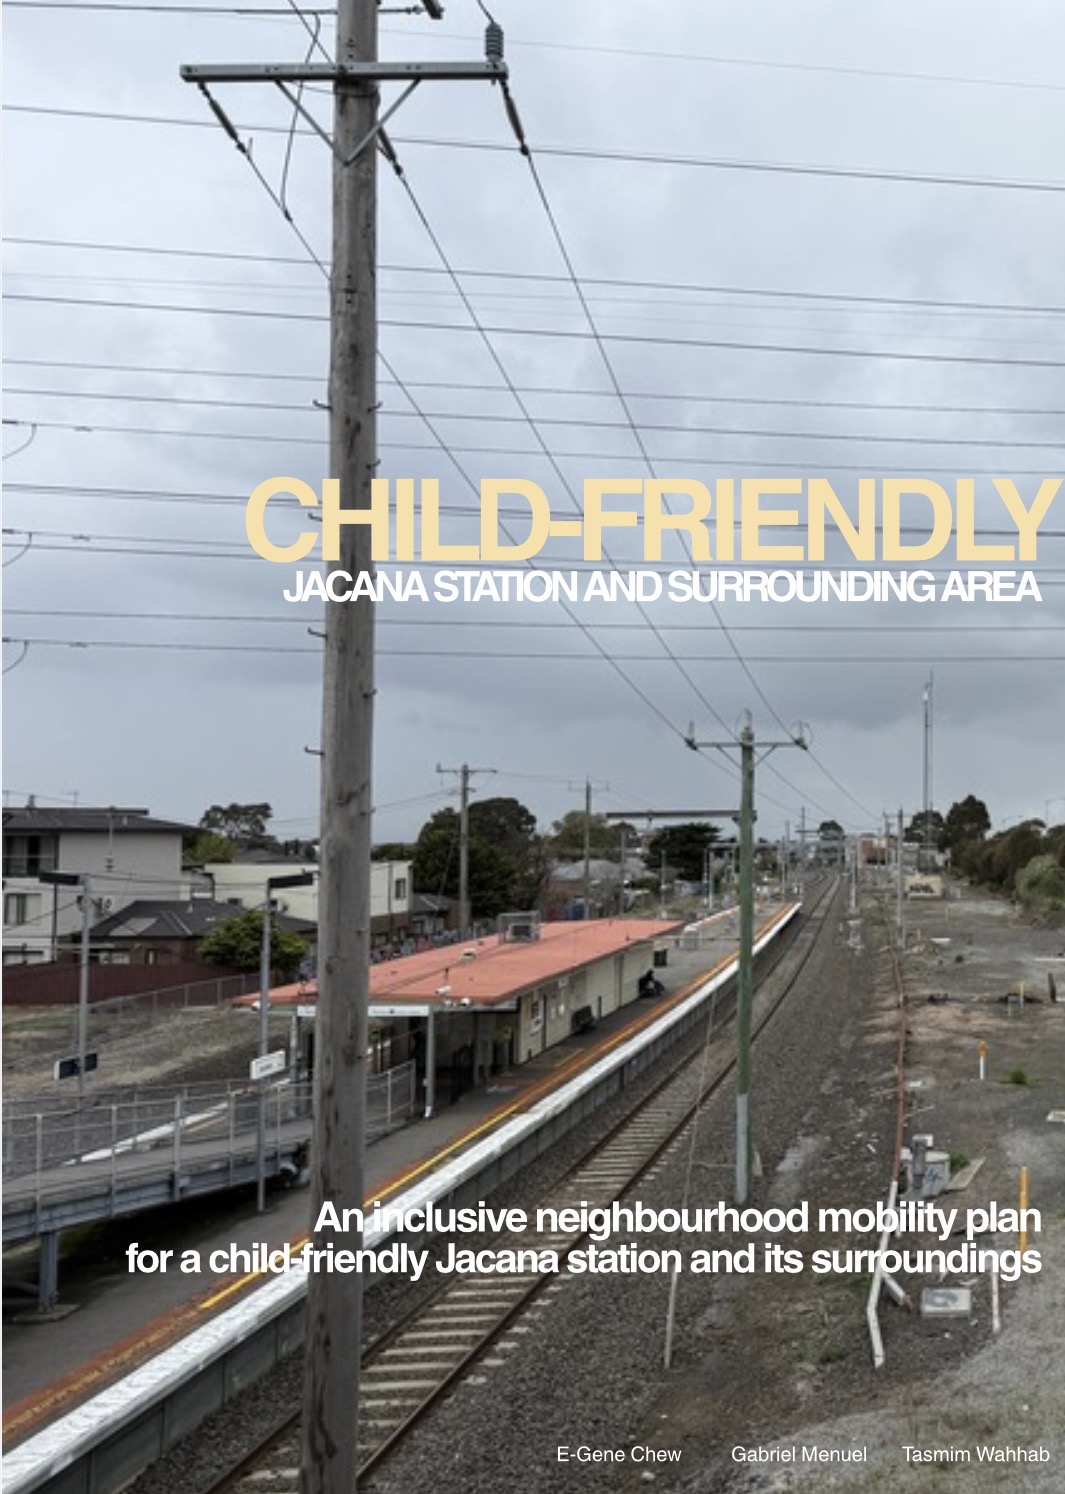 CHILD-FRIENDLY
JACANA STATION AND SURROUNDING AREA
An inclusive neighbourhood mobility plan
for a child-friendly Jacana station and its surroundings
E-Gene Chew Gabriel Menuel Tasmim Wahhab